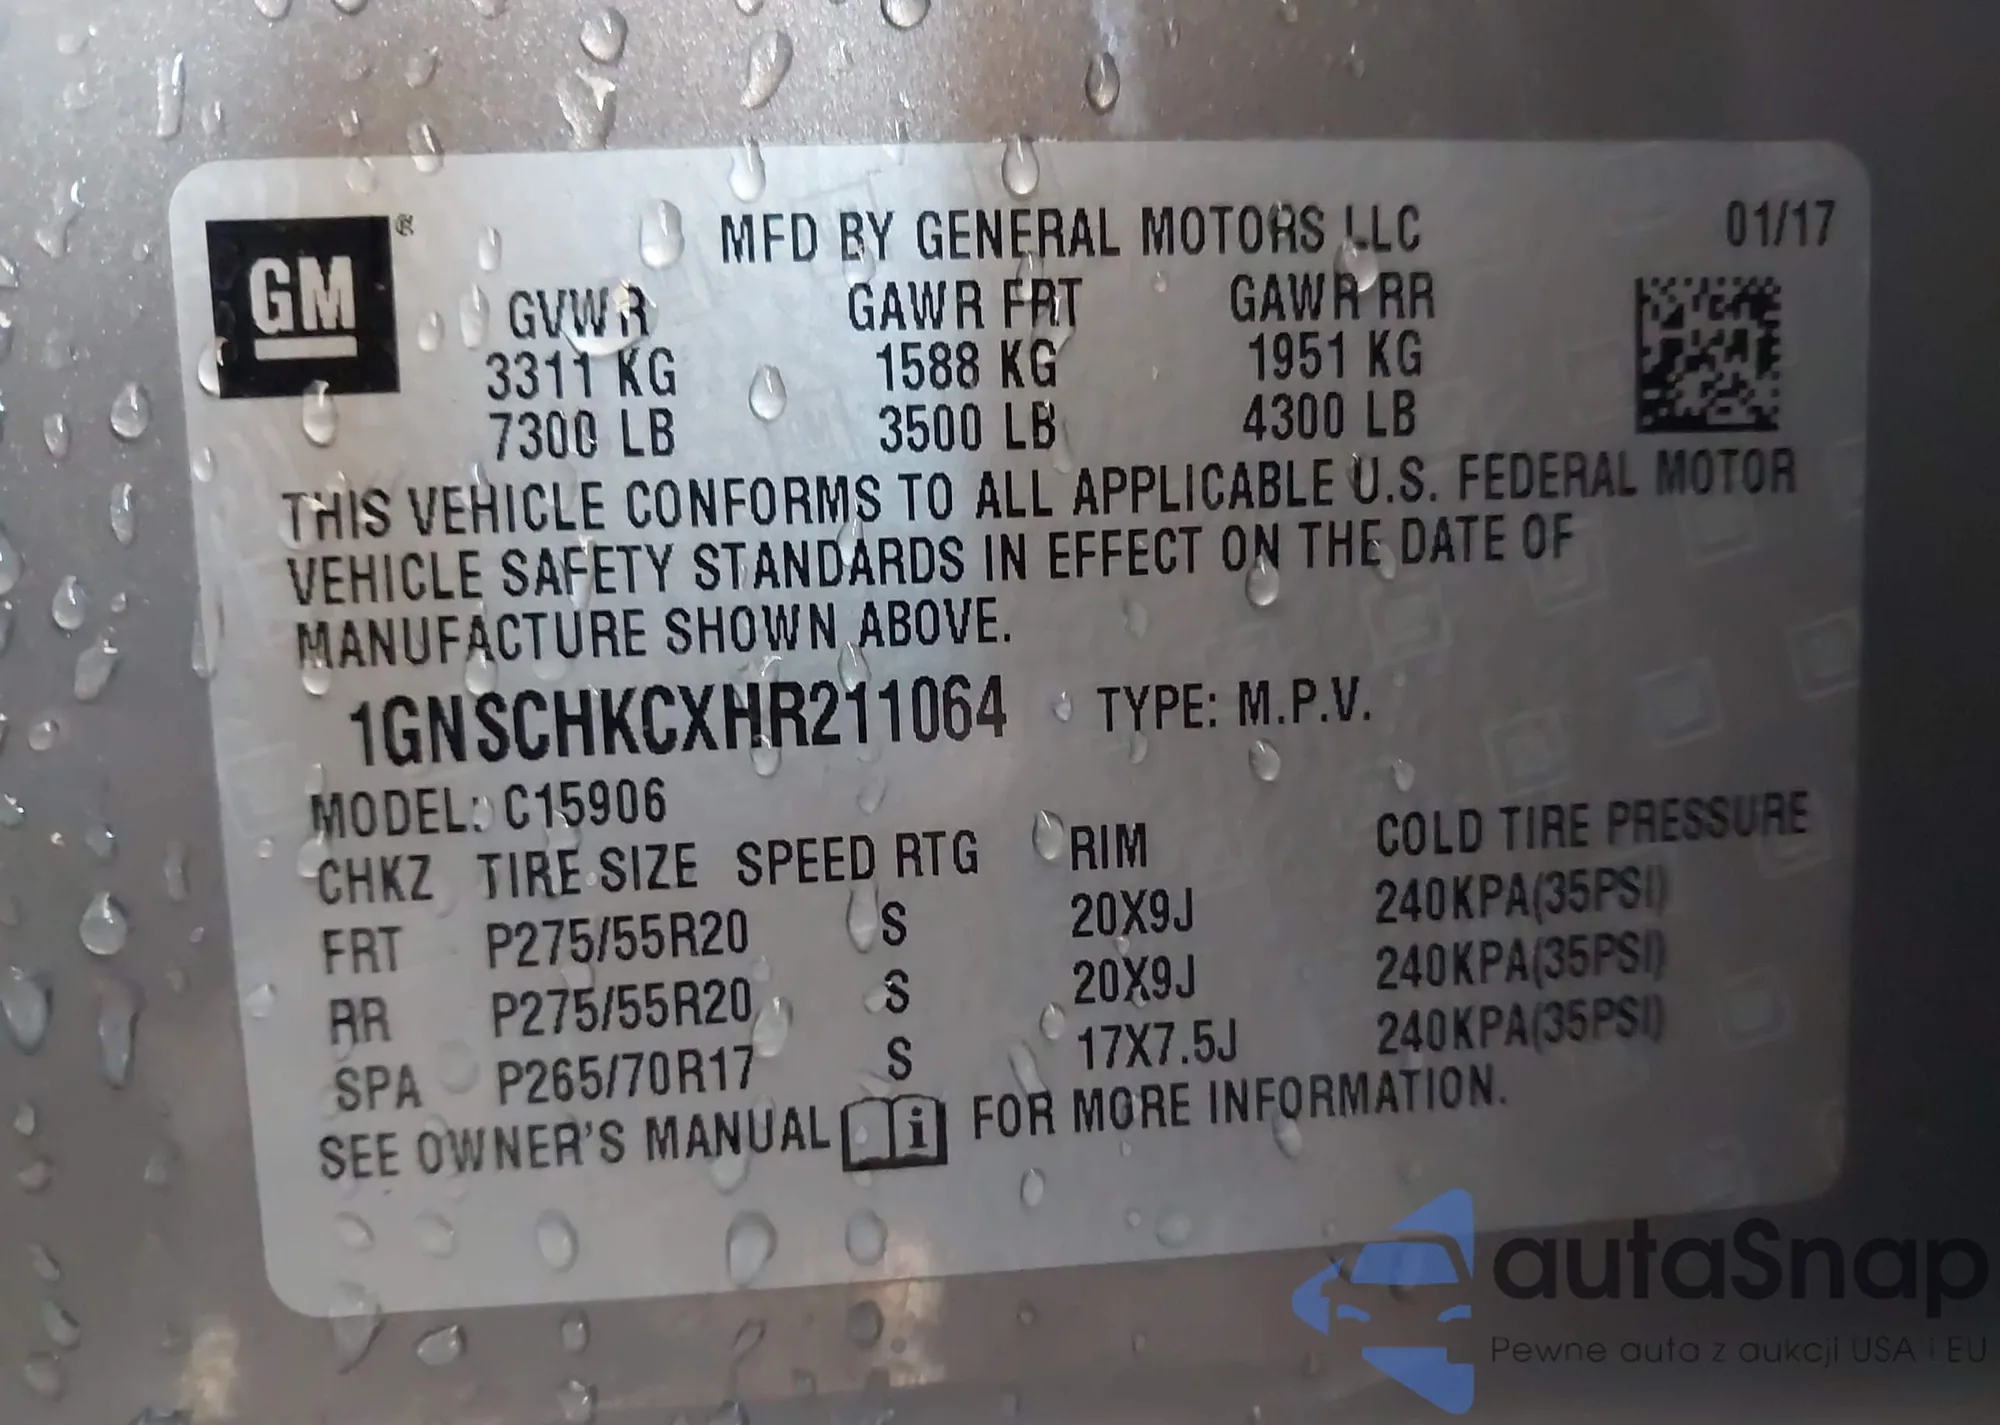 GM®
MFD BY GENERAL MOTORS LLC 01/17
GVWR GAWR FRT GAWR RR
3311 KG 1588 KG 1951 KG
7300 LB 3500 LB 4300 LB
THIS VEHICLE CONFORMS TO ALL APPLICABLE U.S. FEDERAL MOTOR
VEHICLE SAFETY STANDARDS IN EFFECT ON THE DATE OF
MANUFACTURE SHOWN ABOVE.
1GNSCHKCXHR211064 TYPE: M.P.V.
MODEL: C15906
CHKZ TIRE SIZE SPEED RTG RIM COLD TIRE PRESSURE
FRT P275/55R20 S 20X9J 240KPA(35PSI)
RR P275/55R20 S 20X9J 240KPA(35PSI)
SPA P265/70R17 S 17X7.5J 240KPA(35PSI)
SEE OWNER'S MANUAL i FOR MORE INFORMATION.
autaSnap
Pewne auta z aukcji USA i EU